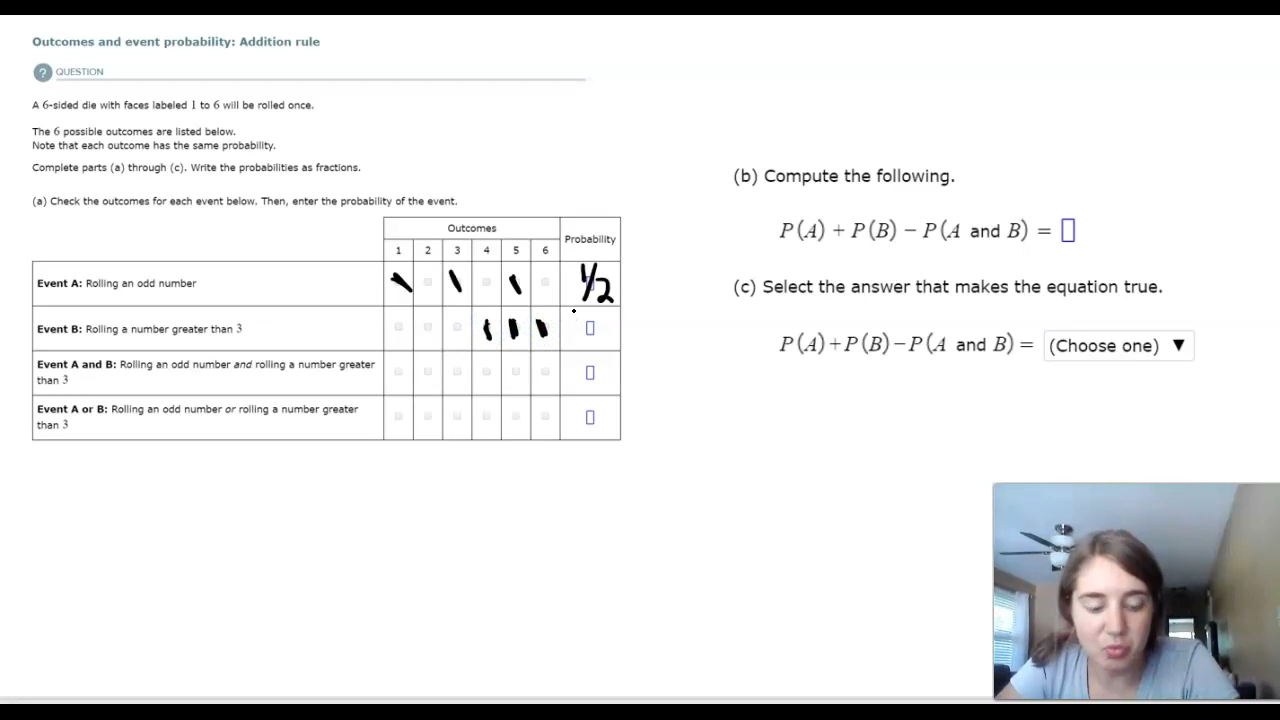 Outcomes and event probability: Addition rule
? QUESTION
A 6-sided die with faces labeled 1 to 6 will be rolled once.
The 6 possible outcomes are listed below.
Note that each outcome has the same probability.
Complete parts (a) through (c). Write the probabilities as fractions.
(a) Check the outcomes for each event below. Then, enter the probability of the event.
Outcomes
Probability
1 2 3 4 5 6
Event A: Rolling an odd number
1/2
Event B: Rolling a number greater than 3
Event A and B: Rolling an odd number and rolling a number greater
than 3
Event A or B: Rolling an odd number or rolling a number greater
than 3
(b) Compute the following.
P(A) + P(B) − P(A and B) =
(c) Select the answer that makes the equation true.
P(A)+P(B)−P(A and B) = (Choose one) ▼